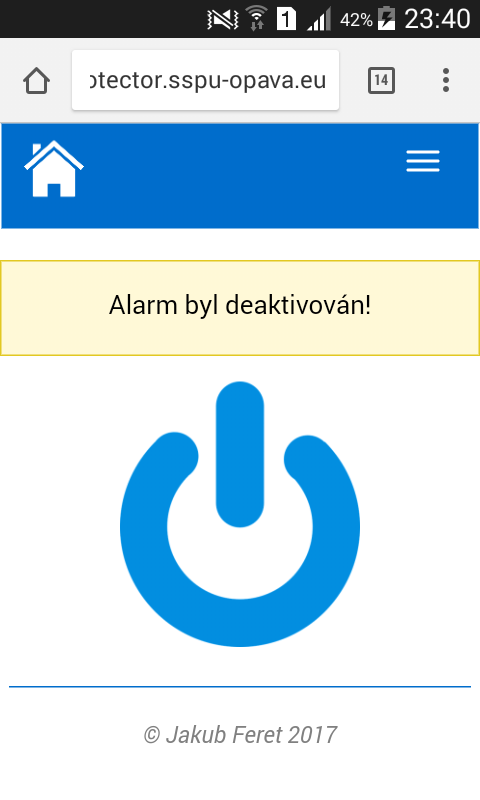 1
42%
23:40
otector.sspu-opava.eu
14
Alarm byl deaktivován!
© Jakub Feret 2017